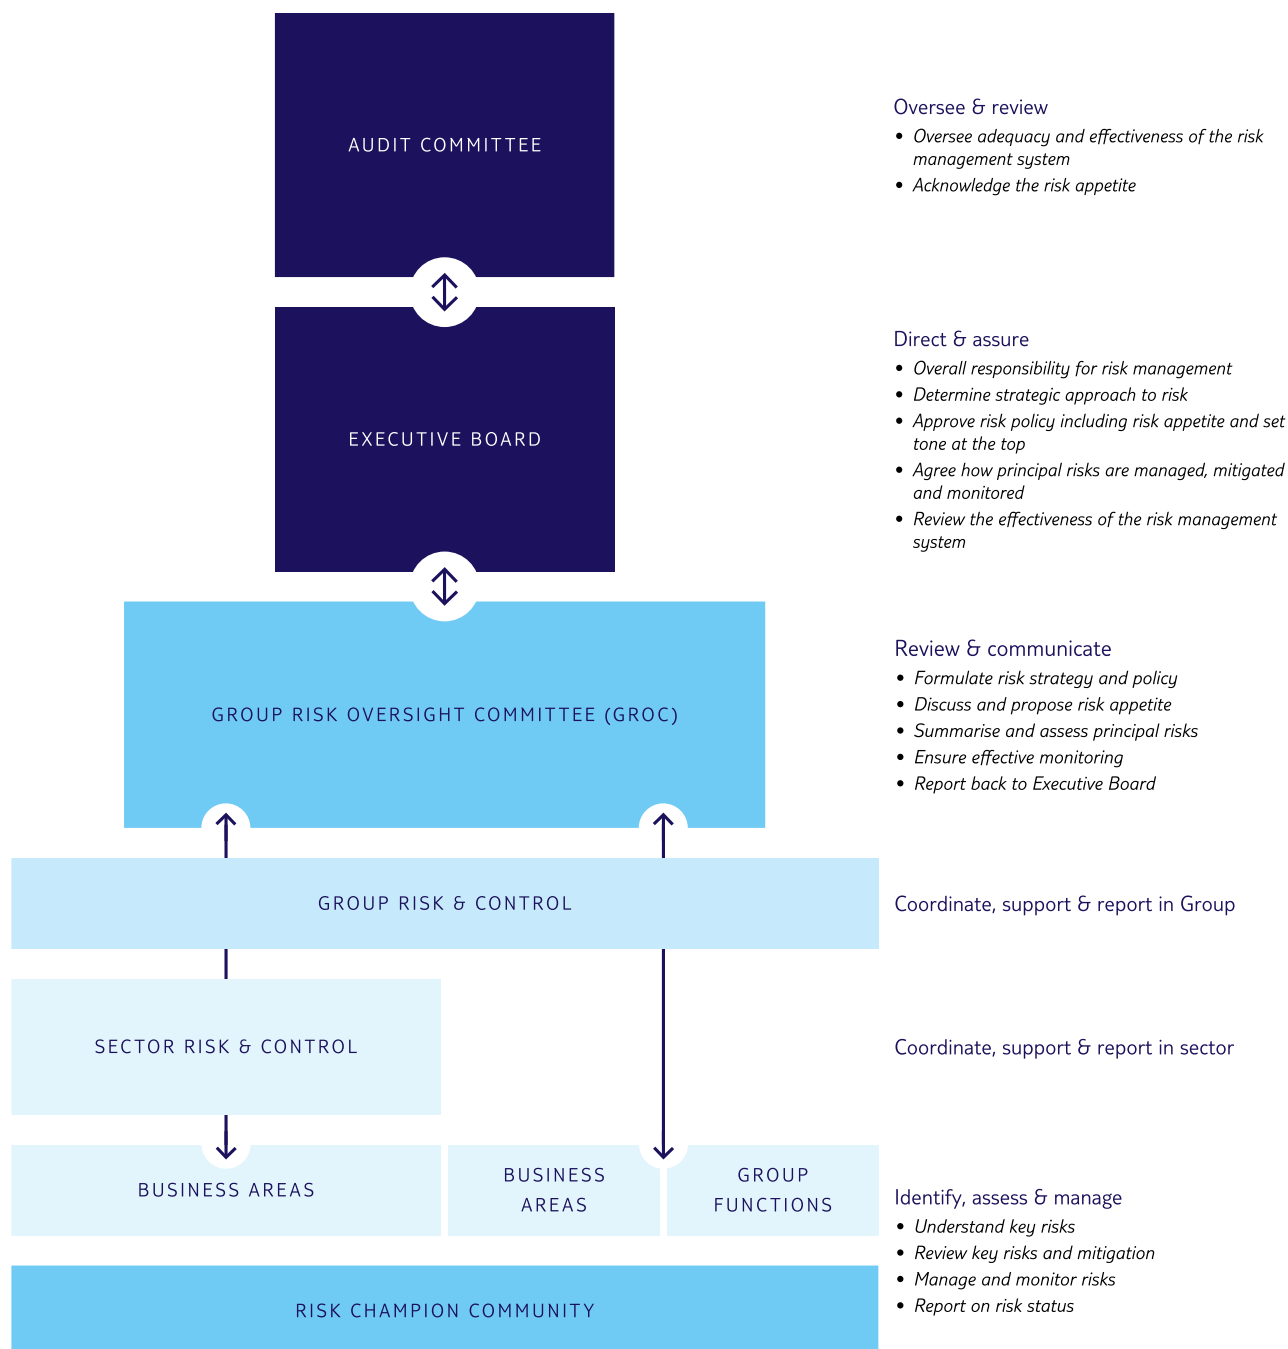 AUDIT COMMITTEE
Oversee & review
• Oversee adequacy and effectiveness of the risk
management system
• Acknowledge the risk appetite
EXECUTIVE BOARD
Direct & assure
• Overall responsibility for risk management
• Determine strategic approach to risk
• Approve risk policy including risk appetite and set
tone at the top
• Agree how principal risks are managed, mitigated
and monitored
• Review the effectiveness of the risk management
system
GROUP RISK OVERSIGHT COMMITTEE (GROC)
Review & communicate
• Formulate risk strategy and policy
• Discuss and propose risk appetite
• Summarise and assess principal risks
• Ensure effective monitoring
• Report back to Executive Board
GROUP RISK & CONTROL
Coordinate, support & report in Group
SECTOR RISK & CONTROL
Coordinate, support & report in sector
BUSINESS AREAS
BUSINESS
AREAS
GROUP
FUNCTIONS
Identify, assess & manage
• Understand key risks
• Review key risks and mitigation
• Manage and monitor risks
• Report on risk status
RISK CHAMPION COMMUNITY